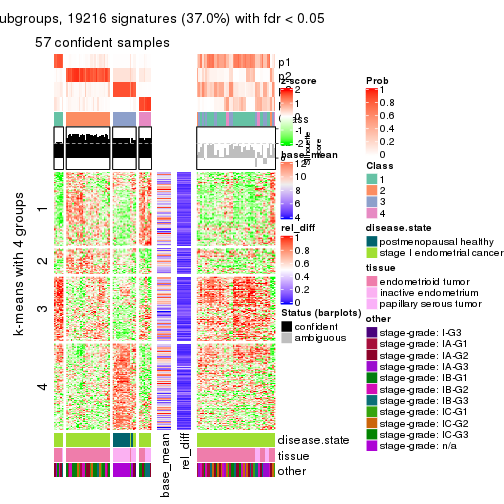 ubgroups, 19216 signatures (37.0%) with fdr < 0.05
57 confident samples
p1
p2
z-score
2
1
0
-1
-2
base_mean
12
10
8
6
4
rel_diff
1
0.8
0.6
0.4
0.2
0
Status (barplots)
confident
ambiguous
Prob
1
0.8
0.6
0.4
0.2
0
Class
1
2
3
4
disease.state
postmenopausal healthy
stage I endometrial cancer
tissue
endometrioid tumor
inactive endometrium
papillary serous tumor
other
stage-grade: I-G3
stage-grade: IA-G1
stage-grade: IA-G2
stage-grade: IA-G3
stage-grade: IB-G1
stage-grade: IB-G2
stage-grade: IB-G3
stage-grade: IC-G1
stage-grade: IC-G2
stage-grade: IC-G3
stage-grade: n/a
k-means with 4 groups
1
2
3
4
disease.state
tissue
other
base_mean
rel_diff